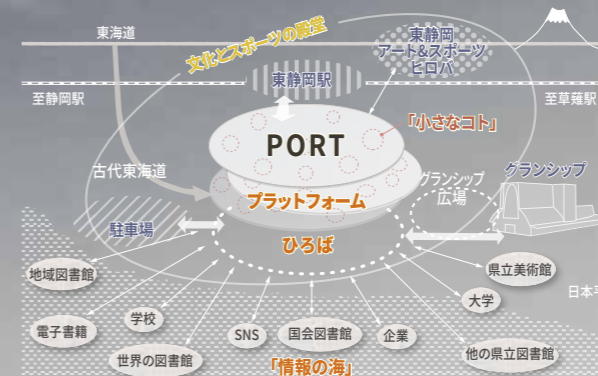 東海道
文化とスポーツの殿堂
東静岡
アート&スポーツ
ヒロバ
東静岡駅
至静岡駅
至草薙駅
「小さなコト」
PORT
古代東海道
グランシップ
広場
グランシップ
プラットフォーム
駐車場
ひろば
地域図書館
県立美術館
日本平
大学
電子書籍
学校
SNS
国会図書館
企業
世界の図書館
他の県立図書館
「情報の海」